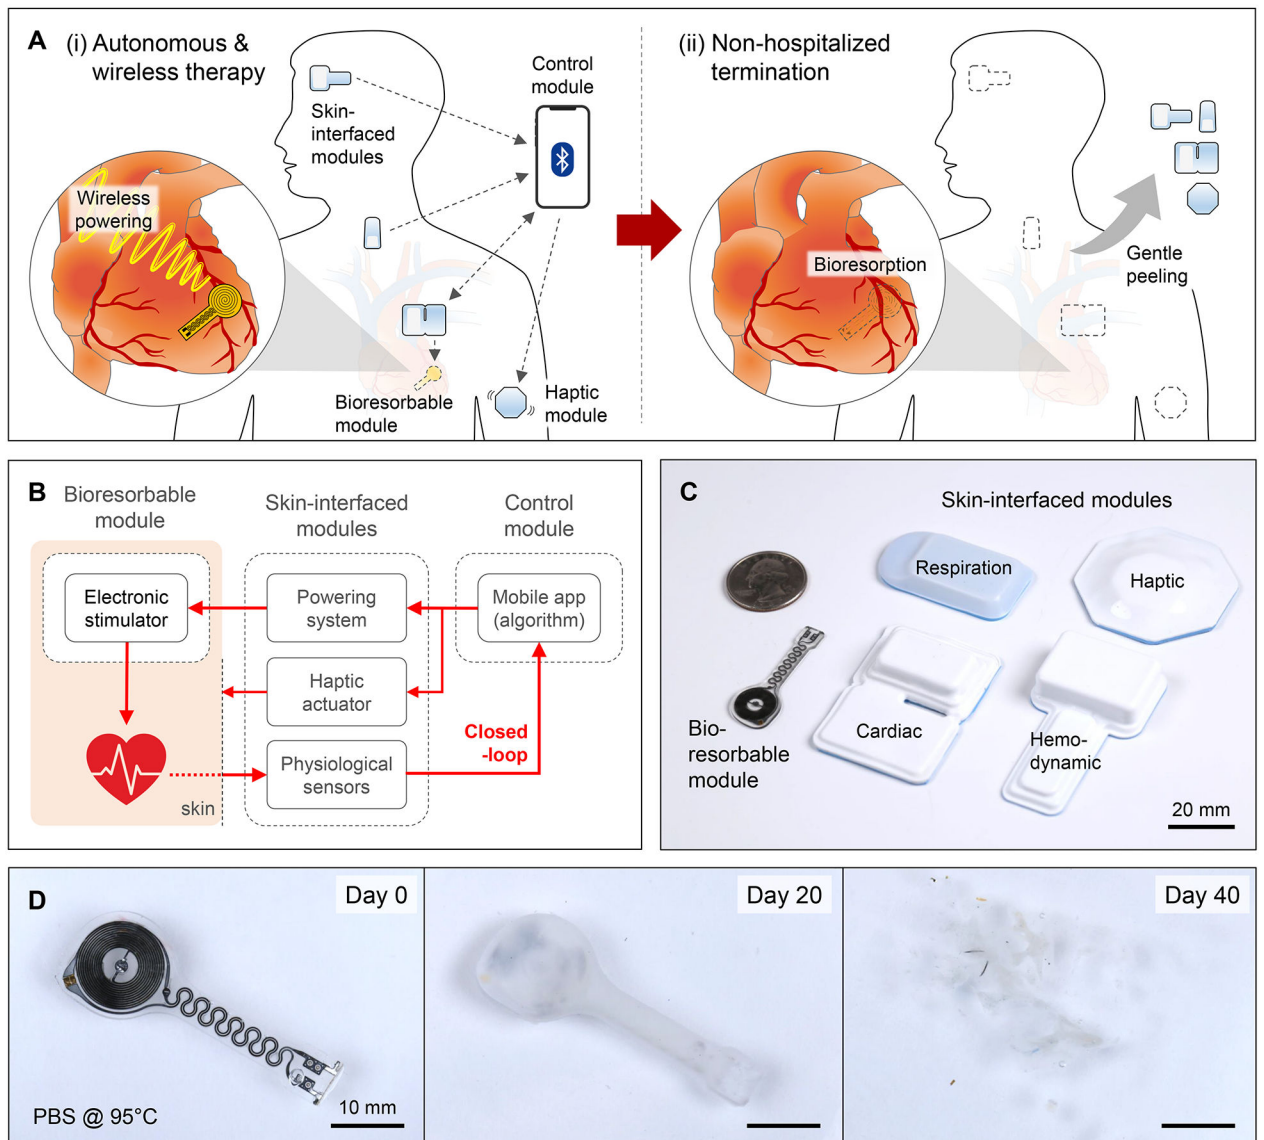 A
(i) Autonomous &
wireless therapy
Skin-
interfaced
modules
Control
module
Wireless
powering
Bioresorbable
module
Haptic
module
(ii) Non-hospitalized
termination
Bioresorption
Gentle
peeling
B
Bioresorbable
module
Skin-interfaced
modules
Control
module
Electronic
stimulator
Powering
system
Mobile app
(algorithm)
Haptic
actuator
Closed
-loop
Physiological
sensors
skin
C
Skin-interfaced modules
Respiration
Haptic
Bio-
resorbable
module
Cardiac
Hemo-
dynamic
20 mm
D
Day 0
PBS @ 95°C
10 mm
Day 20
Day 40